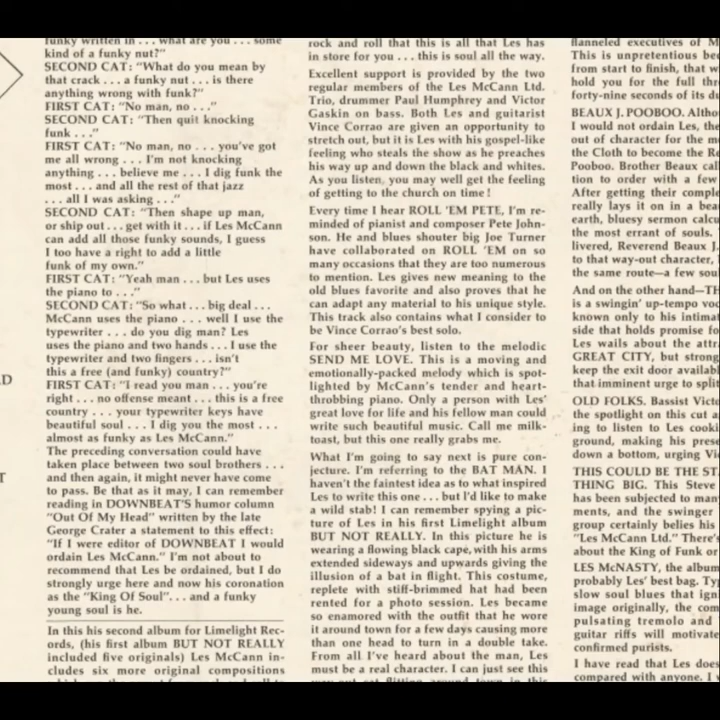 funky written in . . . what are you . . . some
kind of a funky nut?"
SECOND CAT: "What do you mean by
that crack . . . a funky nut . . . is there
anything wrong with funk?"
FIRST CAT: "No man, no . . ."
SECOND CAT: "Then quit knocking
funk . . ."
FIRST CAT: "No man, no . . . you've got
me all wrong . . . I'm not knocking
anything . . . believe me . . . I dig funk the
most . . . and all the rest of that jazz
. . . all I was asking . . ."
SECOND CAT: "Then shape up man,
or ship out . . . get with it . . . if Les McCann
can add all those funky sounds, I guess
I too have a right to add a little
funk of my own."
FIRST CAT: "Yeah man . . . but Les uses
the piano to . . ."
SECOND CAT: "So what . . . big deal . . .
McCann uses the piano . . . well I use the
typewriter . . . do you dig man? Les
uses the piano and two hands . . . I use the
typewriter and two fingers . . . isn't
this a free (and funky) country?"
FIRST CAT: "I read you man . . . you're
right . . . no offense meant . . . this is a free
country . . . your typewriter keys have
beautiful soul . . . I dig you the most . . .
almost as funky as Les McCann."
The preceding conversation could have
taken place between two soul brothers . . .
and then again, it might never have come
to pass. Be that as it may, I can remember
reading in DOWNBEAT'S humor column
"Out Of My Head" written by the late
George Crater a statement to this effect:
"If I were editor of DOWNBEAT I would
ordain Les McCann." I'm not about to
recommend that Les be ordained, but I do
strongly urge here and now his coronation
as the "King Of Soul". . . and a funky
young soul is he.
In this his second album for Limelight Rec-
ords, (his first album BUT NOT REALLY
included five originals) Les McCann in-
cludes six more original compositions
rock and roll that this is all that Les has
in store for you . . . this is soul all the way.
Excellent support is provided by the two
regular members of the Les McCann Ltd.
Trio, drummer Paul Humphrey and Victor
Gaskin on bass. Both Les and guitarist
Vince Corrao are given an opportunity to
stretch out, but it is Les with his gospel-like
feeling who steals the show as he preaches
his way up and down the black and whites.
As you listen, you may well get the feeling
of getting to the church on time!
Every time I hear ROLL 'EM PETE, I'm re-
minded of pianist and composer Pete John-
son. He and blues shouter big Joe Turner
have collaborated on ROLL 'EM on so
many occasions that they are too numerous
to mention. Les gives new meaning to the
old blues favorite and also proves that he
can adapt any material to his unique style.
This track also contains what I consider to
be Vince Corrao's best solo.
For sheer beauty, listen to the melodic
SEND ME LOVE. This is a moving and
emotionally-packed melody which is spot-
lighted by McCann's tender and heart-
throbbing piano. Only a person with Les'
great love for life and his fellow man could
write such beautiful music. Call me milk-
toast, but this one really grabs me.
What I'm going to say next is pure con-
jecture. I'm referring to the BAT MAN. I
haven't the faintest idea as to what inspired
Les to write this one . . . but I'd like to make
a wild stab! I can remember spying a pic-
ture of Les in his first Limelight album
BUT NOT REALLY. In this picture he is
wearing a flowing black cape, with his arms
extended sideways and upwards giving the
illusion of a bat in flight. This costume,
replete with stiff-brimmed hat had been
rented for a photo session. Les became
so enamored with the outfit that he wore
it around town for a few days causing more
than one head to turn in a double take.
From all I've heard about the man, Les
must be a real character. I can just see this
flanneled executives of M
This is unpretentious bec
from start to finish, that w
hold you for the full thr
forty-nine seconds of its du
BEAUX J. POOBOO. Altho
I would not ordain Les, the
out of character for the m
the Cloth to become the Re
Pooboo. Brother Beaux call
tion to order with a few
After getting their comple
really lays it on in a bea
earth, bluesy sermon calcu
the most errant of souls.
livered, Reverend Beaux J.
to that way-out character,
the same route—a few soul
And on the other hand—TH
is a swingin' up-tempo voc
known only to his intimat
side that holds promise fo
Les wails about the attra
GREAT CITY, but strong
keep the exit door availabl
that imminent urge to split
OLD FOLKS. Bassist Victo
the spotlight on this cut a
ing to listen to Les cooki
ground, making his prese
down a bottom, urging Vi
THIS COULD BE THE ST
THING BIG. This Steve
has been subjected to man
ments, and the swinger
group certainly belies his
"Les McCann Ltd." There's
about the King of Funk or
LES McNASTY, the album
probably Les' best bag. Typ
slow soul blues that ign
image originally, the com
pulsating tremolo and
guitar riffs will motivate
confirmed purists.
I have read that Les does
compared with anyone. I v